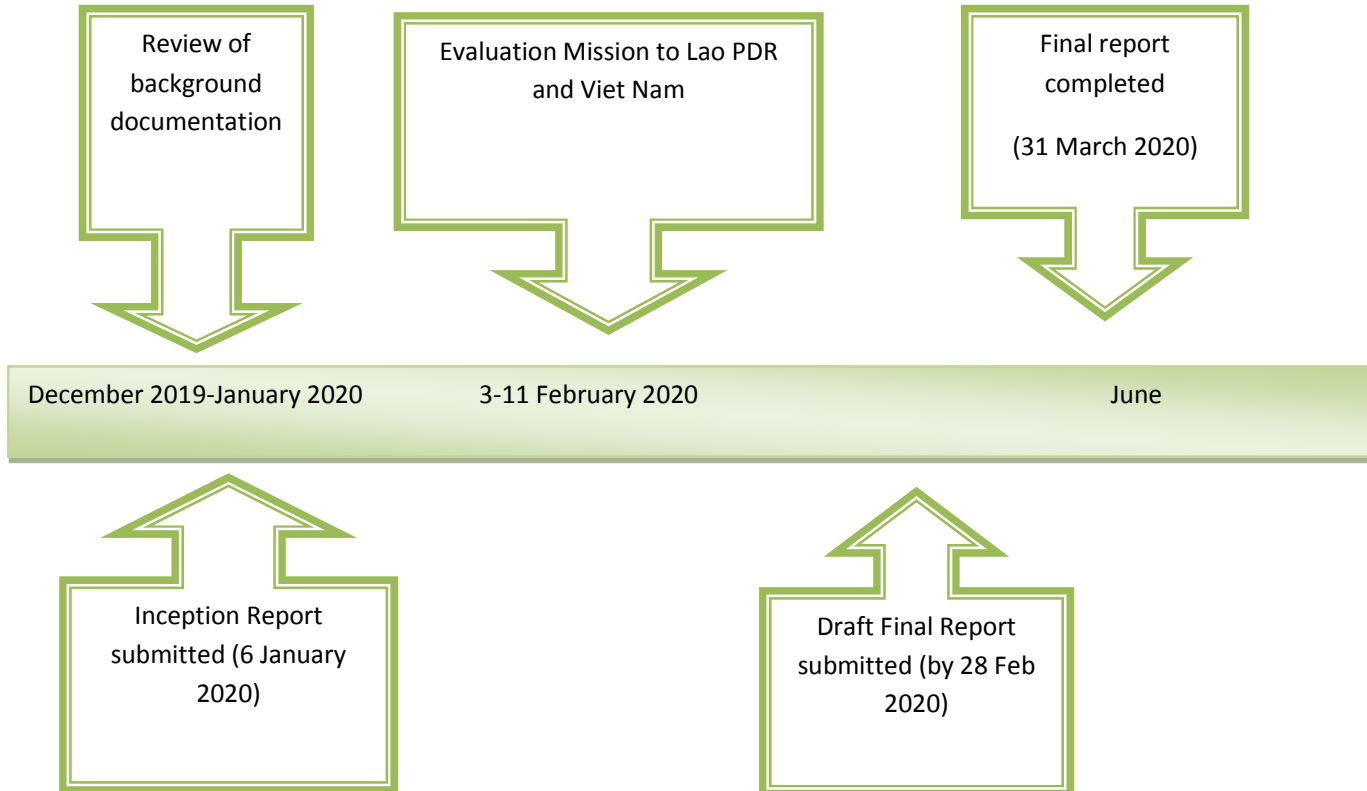 Review of
background
documentation
Evaluation Mission to Lao PDR
and Viet Nam
Final report
completed
(31 March 2020)
December 2019-January 2020
3-11 February 2020
June
Inception Report
submitted (6 January
2020)
Draft Final Report
submitted (by 28 Feb
2020)